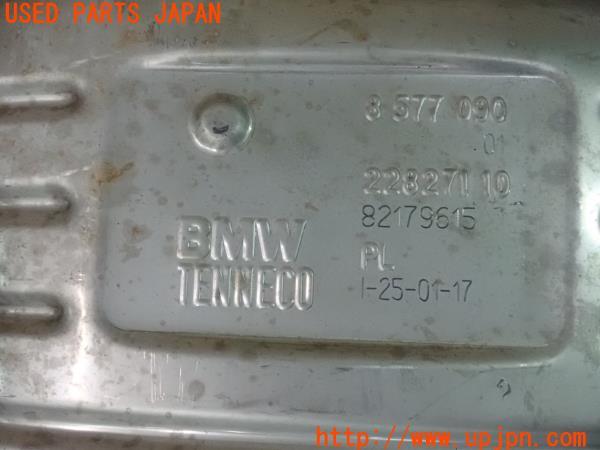 USED PARTS JAPAN
8 577 090
01
22827110
82179615
BMW
PL
TENNECO
I-25-01-17
http://www.upjpn.com/